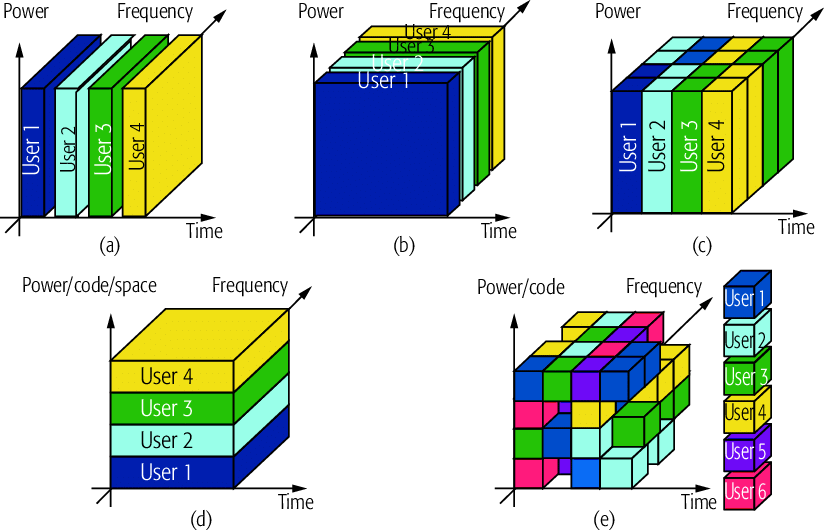 Power
Frequency
User 1
User 2
User 3
User 4
Time
(a)
Power
Frequency
User 4
User 3
User 2
User 1
Time
(b)
Power
Frequency
User 1
User 2
User 3
User 4
Time
(c)
Power/code/space
Frequency
User 4
User 3
User 2
User 1
Time
(d)
Power/code
Frequency
Time
(e)
User 1
User 2
User 3
User 4
User 5
User 6